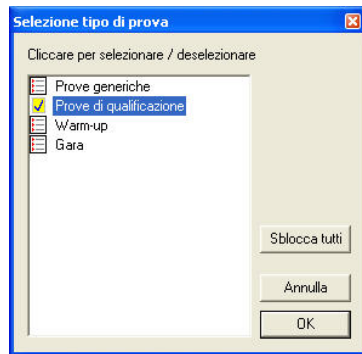 Selezione tipo di prova
Cliccare per selezionare / deselezionare
Prove generiche
Prove di qualificazione
Warm-up
Gara
Sblocca tutti
Annulla
OK